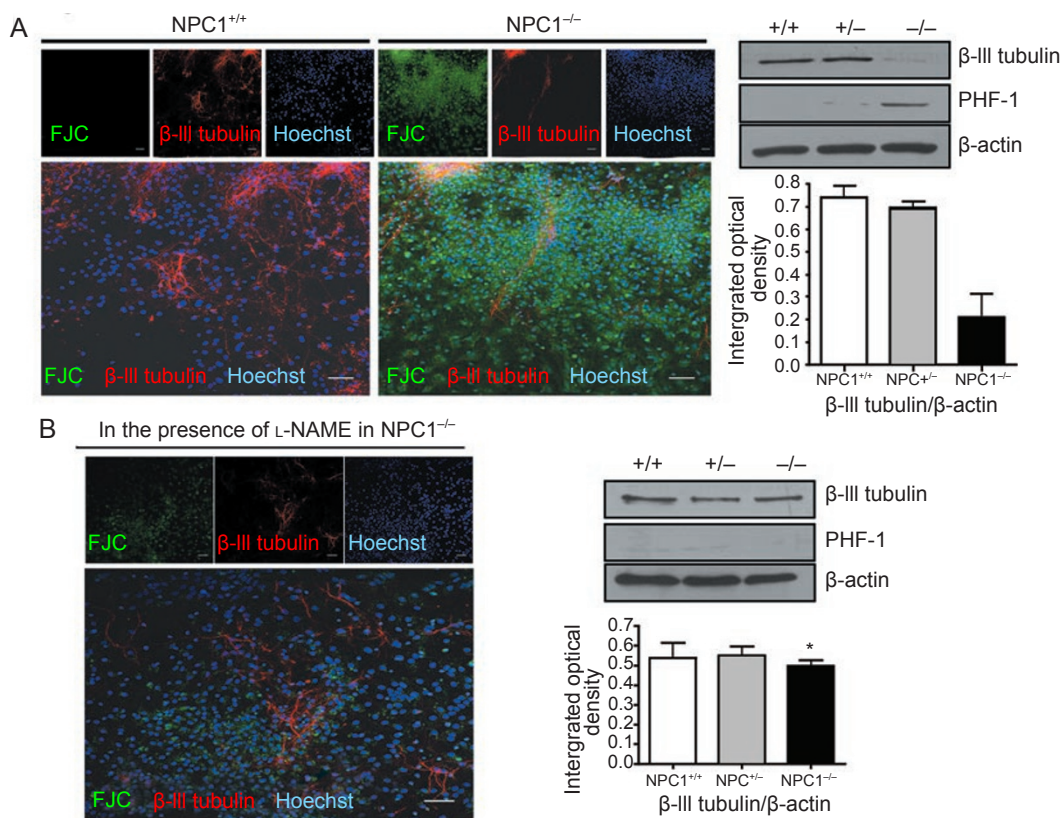 A
NPC1⁺/⁺ NPC1⁻/⁻
FJC β-III tubulin Hoechst FJC β-III tubulin Hoechst
FJC β-III tubulin Hoechst FJC β-III tubulin Hoechst
+/+ +/– –/–
β-III tubulin
PHF-1
β-actin
Intergrated optical
density
0.8
0.7
0.6
0.5
0.4
0.3
0.2
0.1
0.0
NPC1⁺/⁺ NPC⁺/⁻ NPC1⁻/⁻
β-III tubulin/β-actin
B
In the presence of L-NAME in NPC1⁻/⁻
FJC β-III tubulin Hoechst
FJC β-III tubulin Hoechst
+/+ +/– –/–
β-III tubulin
PHF-1
β-actin
Intergrated optical
density
0.7
0.6
0.5
0.4
0.3
0.2
0.1
0.0
*
NPC1⁺/⁺ NPC⁺/⁻ NPC1⁻/⁻
β-III tubulin/β-actin